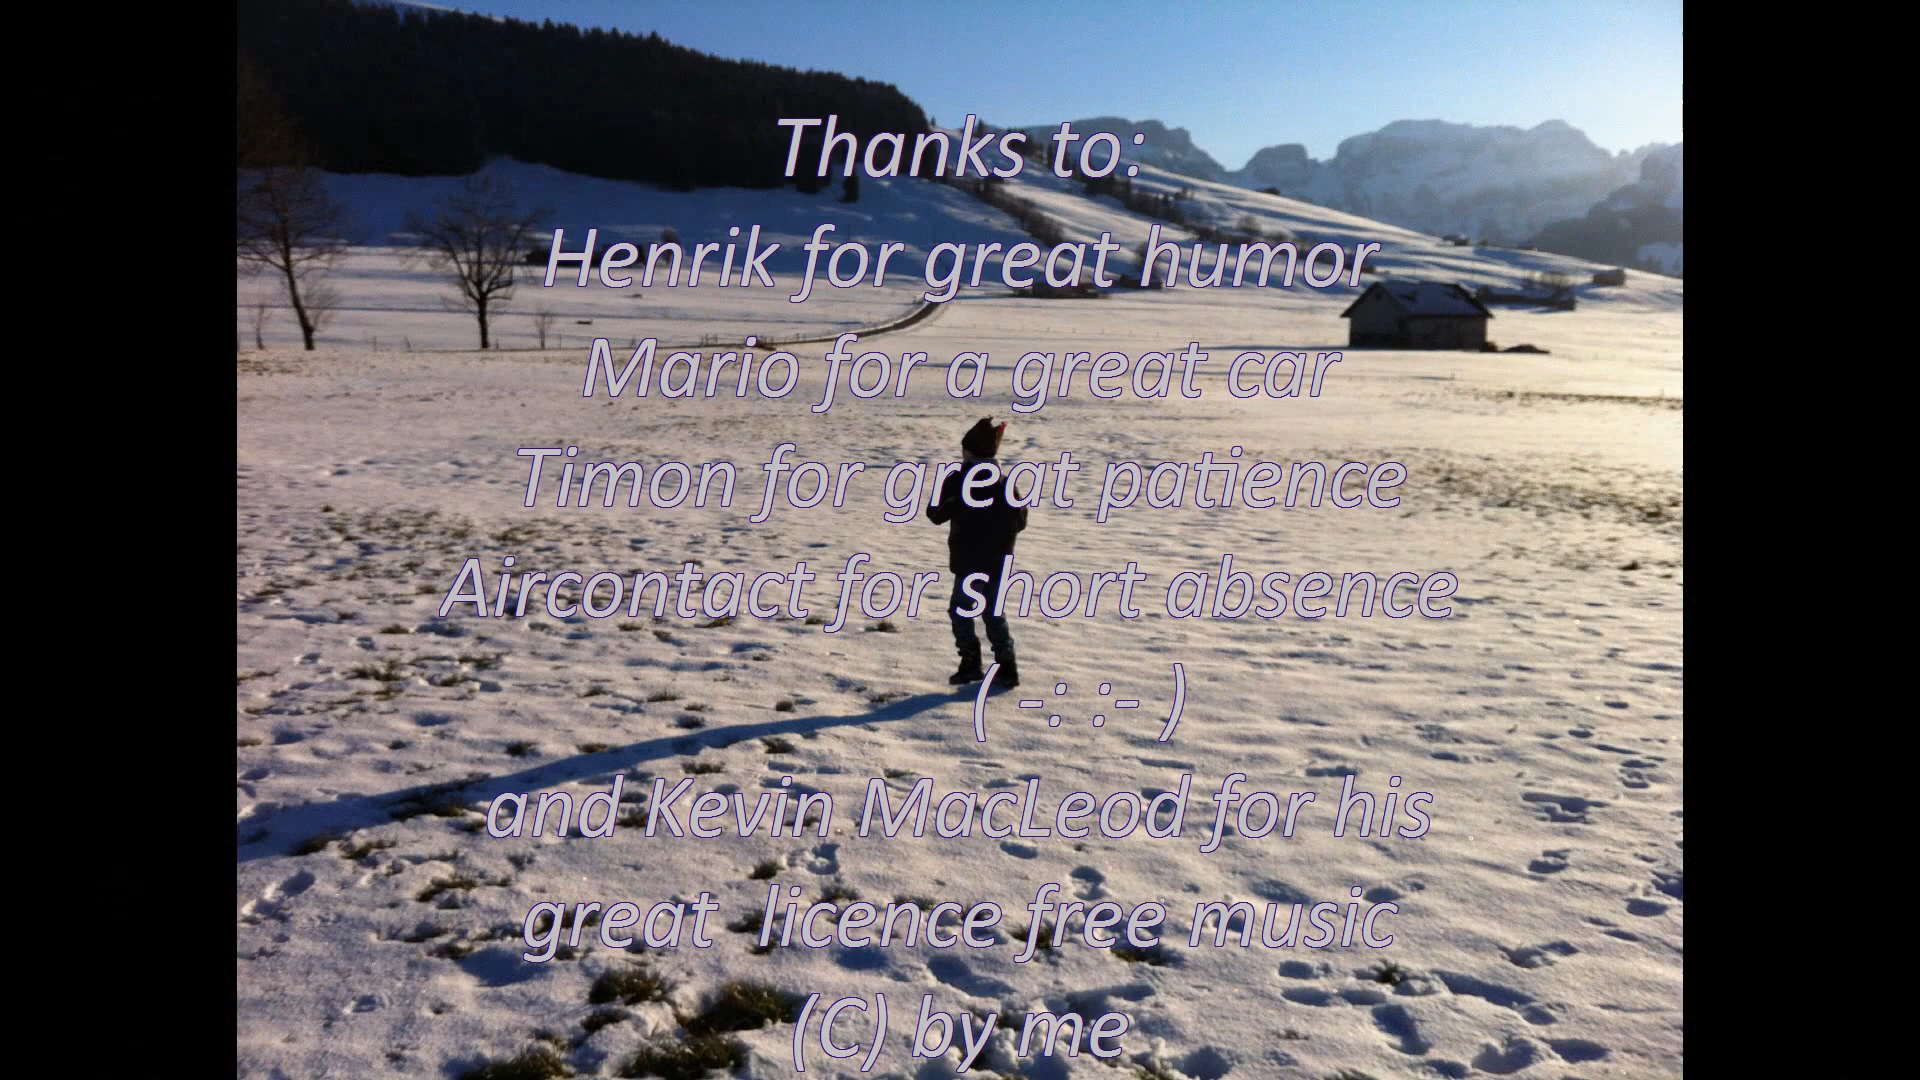 Thanks to:
Henrik for great humor
Mario for a great car
Timon for great patience
Aircontact for short absence
( -: :- )
and Kevin MacLeod for his
great  licence free music
(C) by me